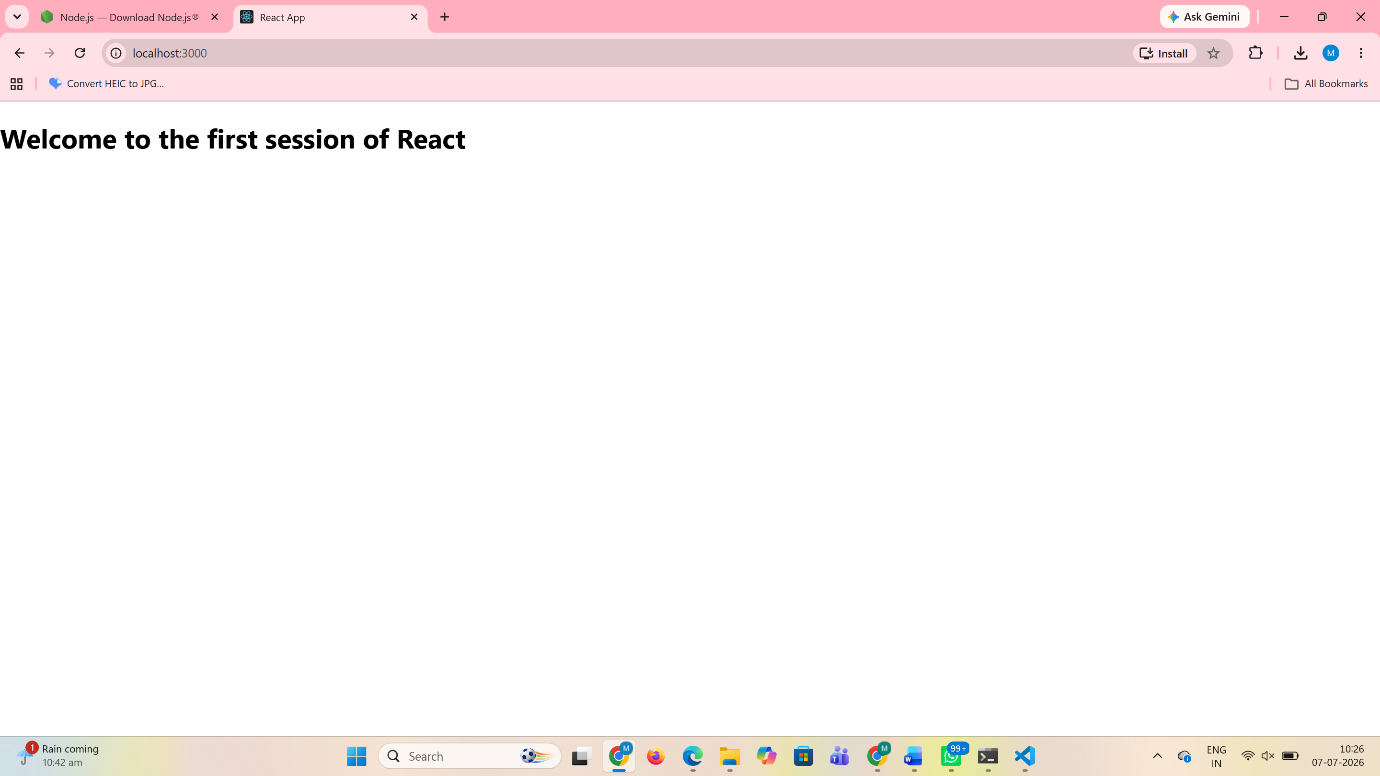 Node.js — Download Node.js®
React App
Ask Gemini
localhost:3000
Install
M
Convert HEIC to JPG...
All Bookmarks
Welcome to the first session of React
1
Rain coming
10:42 am
Search
M
M
99+
ENG
IN
10:26
07-07-2026